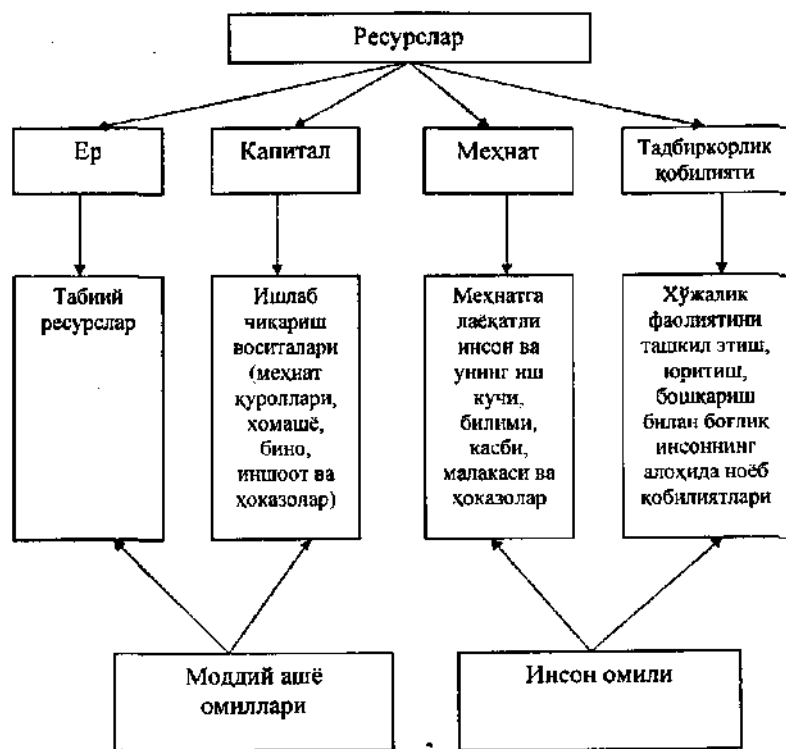 Ресурслар
Ер
Капитал
Меҳнат
Тадбиркорлик
қобилияти
Табиий
ресурслар
Ишлаб
чиқариш
воситалари
(меҳнат
қуроллари,
хомашё,
бино,
иншоот ва
ҳоказолар)
Меҳнатга
лаёқатли
инсон ва
унинг иш
кучи,
билими,
касби,
малакаси ва
ҳоказолар
Хўжалик
фаолиятини
ташкил этиш,
юритиш,
бошқариш
билан боғлиқ
инсоннинг
алоҳида ноёб
қобилиятлари
Моддий ашё
омиллари
Инсон омили